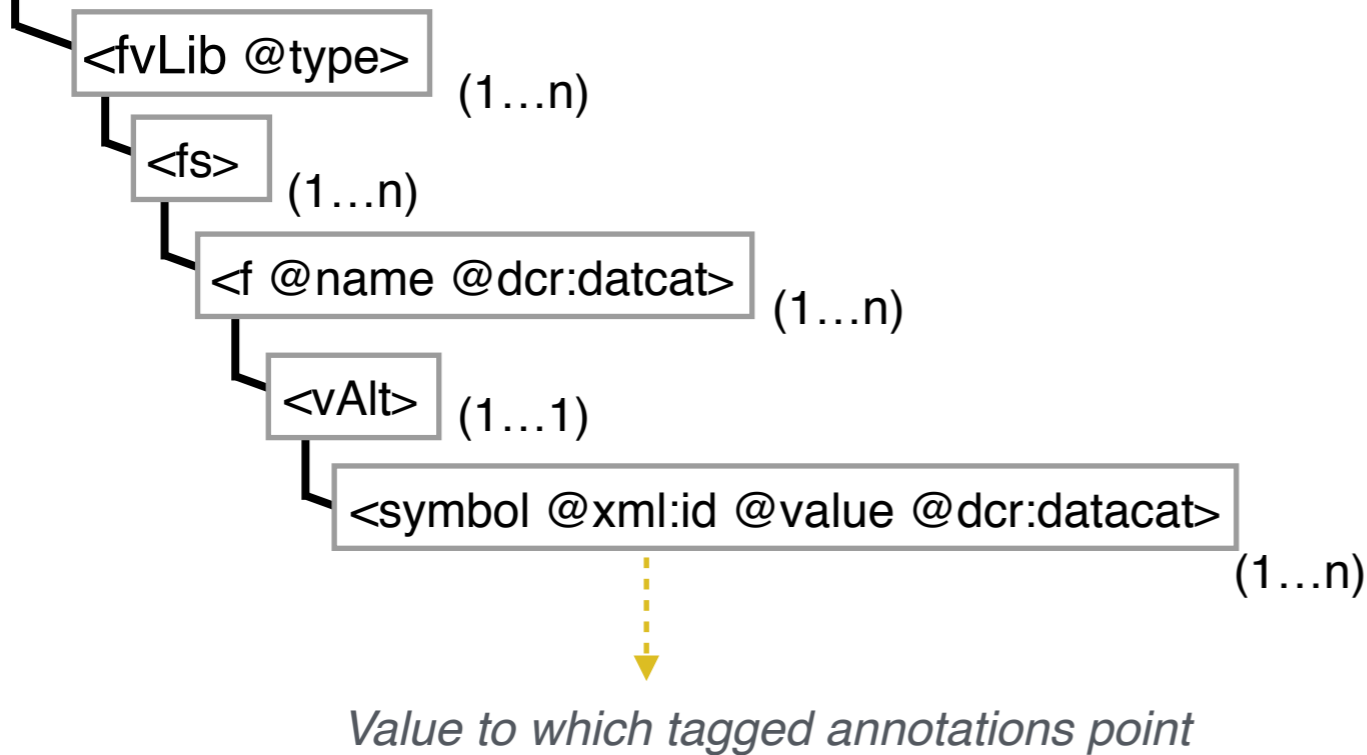 <fvLib @type>
(1…n)
<fs>
(1…n)
<f @name @dcr:datcat>
(1…n)
<vAlt>
(1…1)
<symbol @xml:id @value @dcr:datacat>
(1…n)
Value to which tagged annotations point